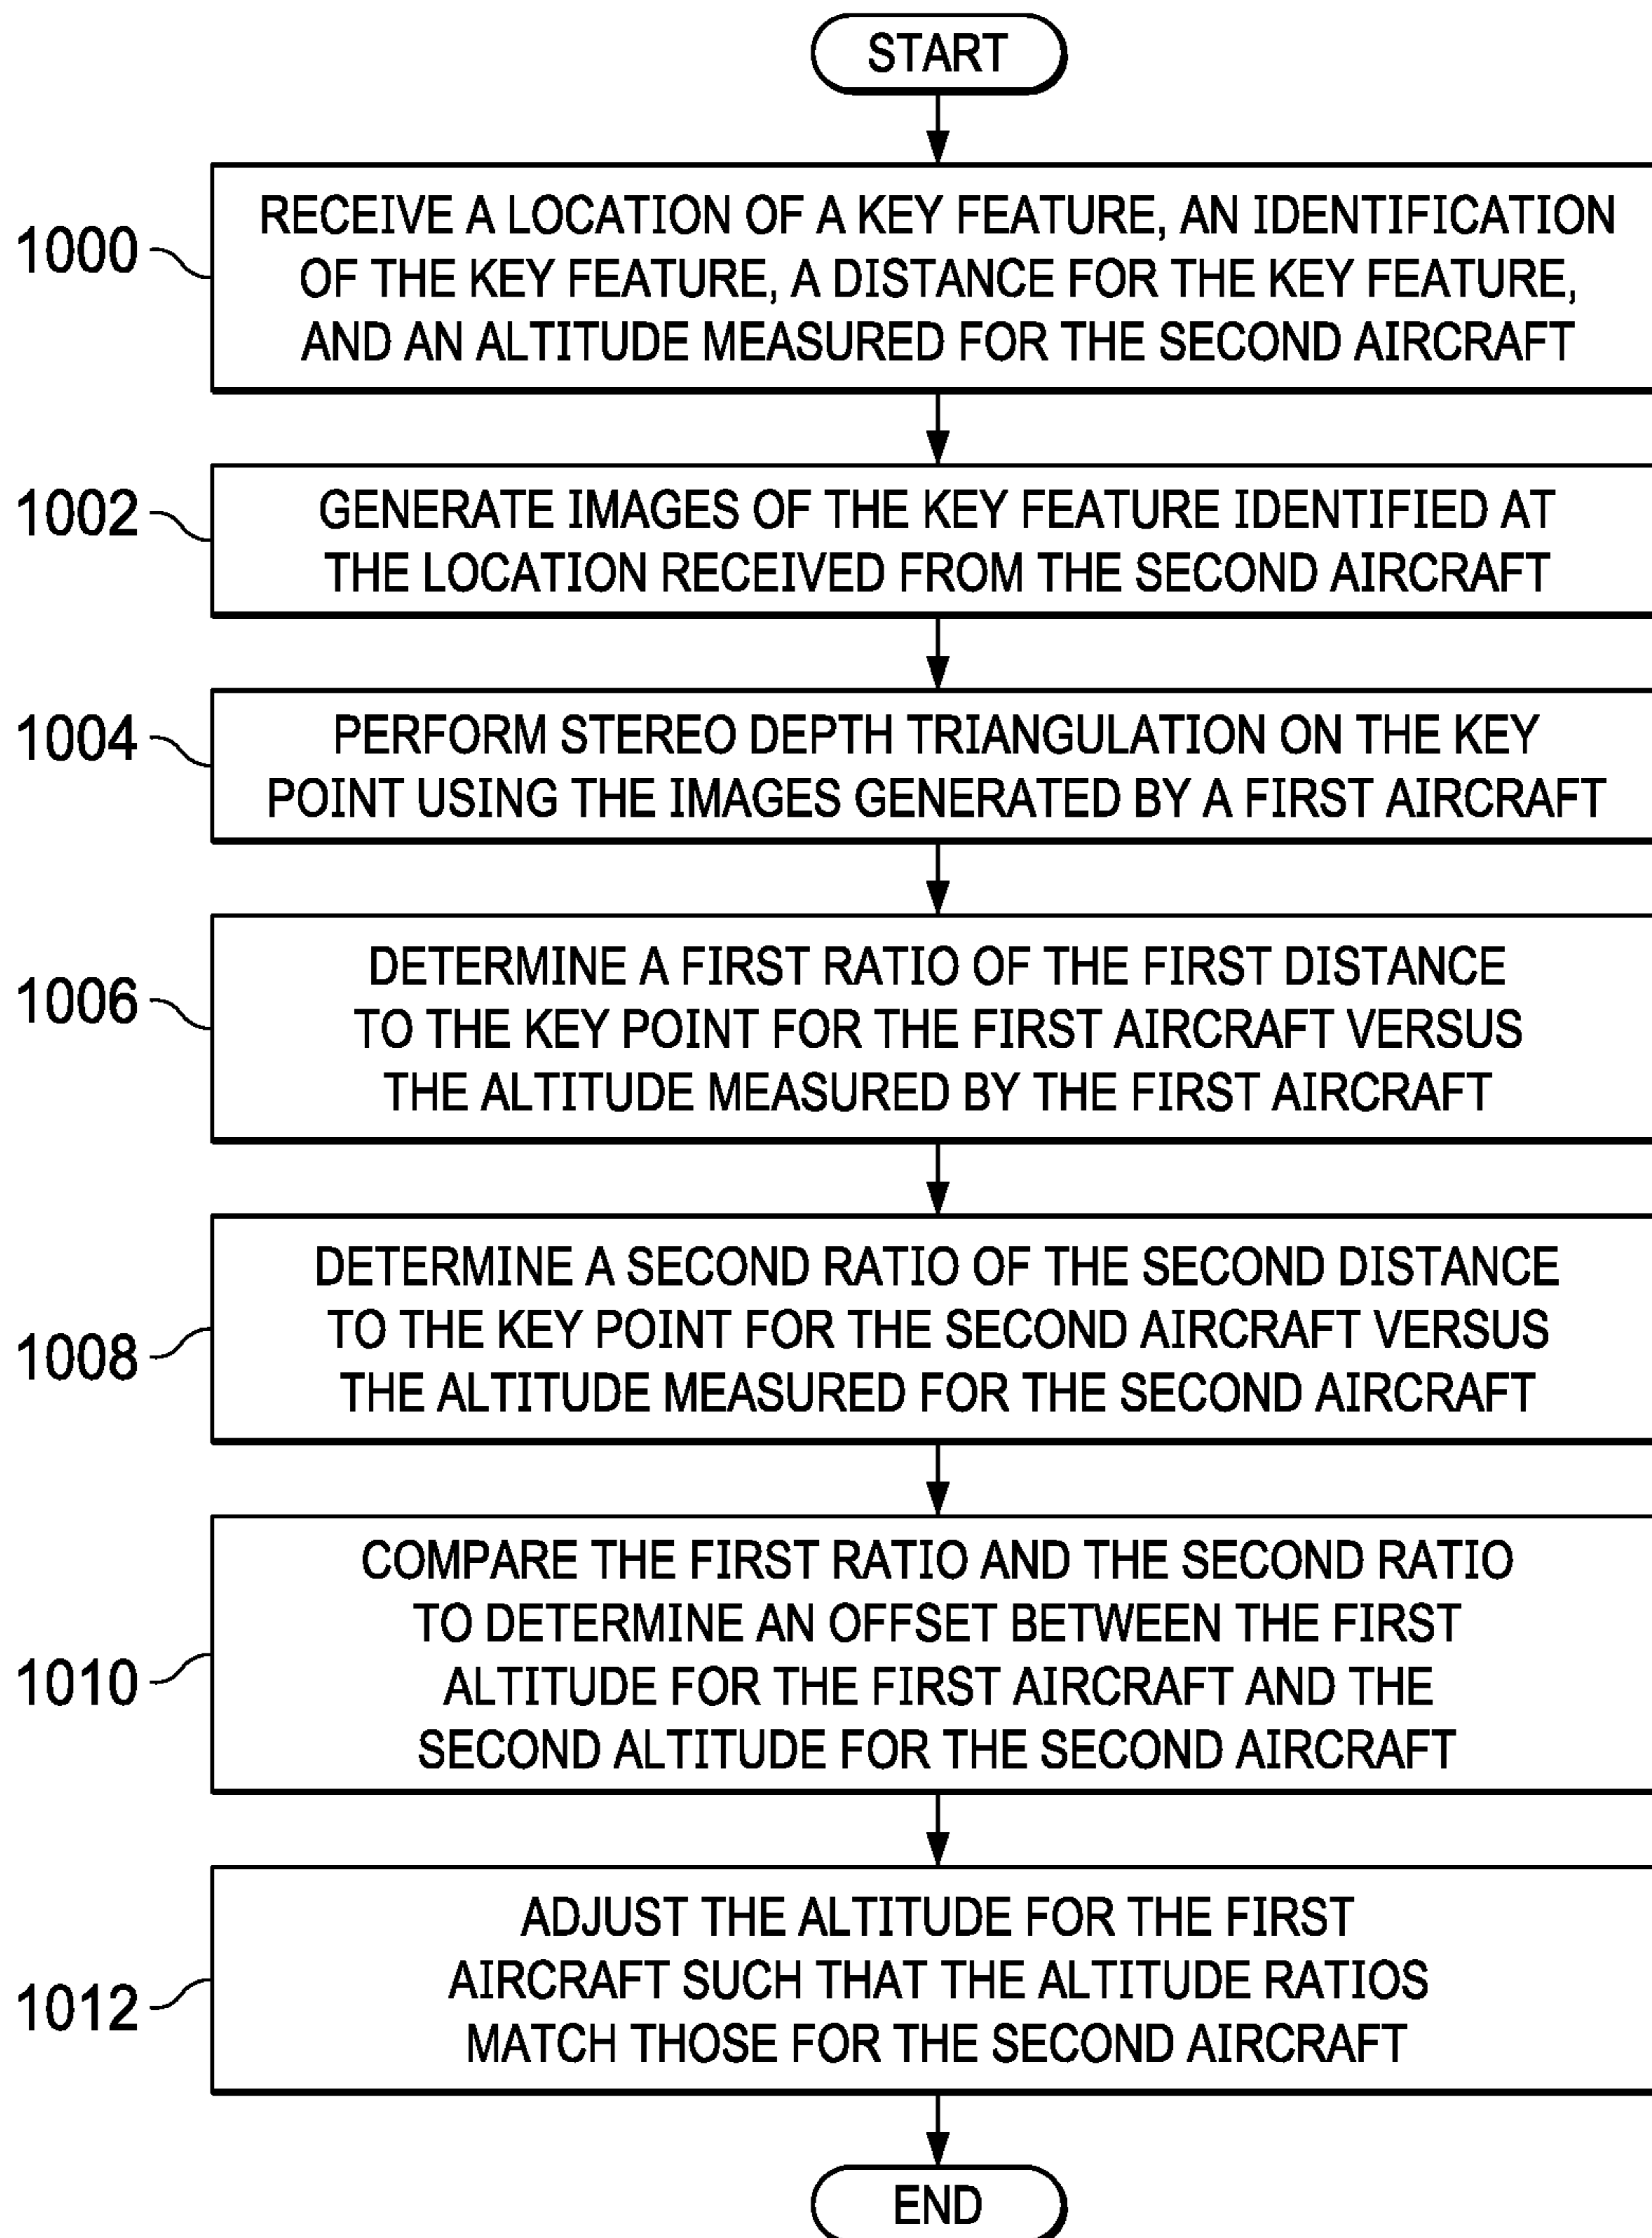 START
1000
RECEIVE A LOCATION OF A KEY FEATURE, AN IDENTIFICATION
OF THE KEY FEATURE, A DISTANCE FOR THE KEY FEATURE,
AND AN ALTITUDE MEASURED FOR THE SECOND AIRCRAFT
1002
GENERATE IMAGES OF THE KEY FEATURE IDENTIFIED AT
THE LOCATION RECEIVED FROM THE SECOND AIRCRAFT
1004
PERFORM STEREO DEPTH TRIANGULATION ON THE KEY
POINT USING THE IMAGES GENERATED BY A FIRST AIRCRAFT
1006
DETERMINE A FIRST RATIO OF THE FIRST DISTANCE
TO THE KEY POINT FOR THE FIRST AIRCRAFT VERSUS
THE ALTITUDE MEASURED BY THE FIRST AIRCRAFT
1008
DETERMINE A SECOND RATIO OF THE SECOND DISTANCE
TO THE KEY POINT FOR THE SECOND AIRCRAFT VERSUS
THE ALTITUDE MEASURED FOR THE SECOND AIRCRAFT
1010
COMPARE THE FIRST RATIO AND THE SECOND RATIO
TO DETERMINE AN OFFSET BETWEEN THE FIRST
ALTITUDE FOR THE FIRST AIRCRAFT AND THE
SECOND ALTITUDE FOR THE SECOND AIRCRAFT
1012
ADJUST THE ALTITUDE FOR THE FIRST
AIRCRAFT SUCH THAT THE ALTITUDE RATIOS
MATCH THOSE FOR THE SECOND AIRCRAFT
END